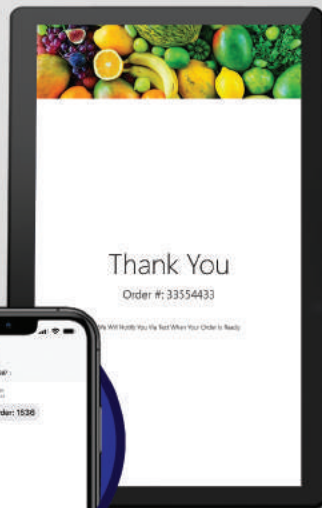 Thank You
Order #: 33554433
We Will Notify You Via Text When Your Order Is Ready
der: 1536